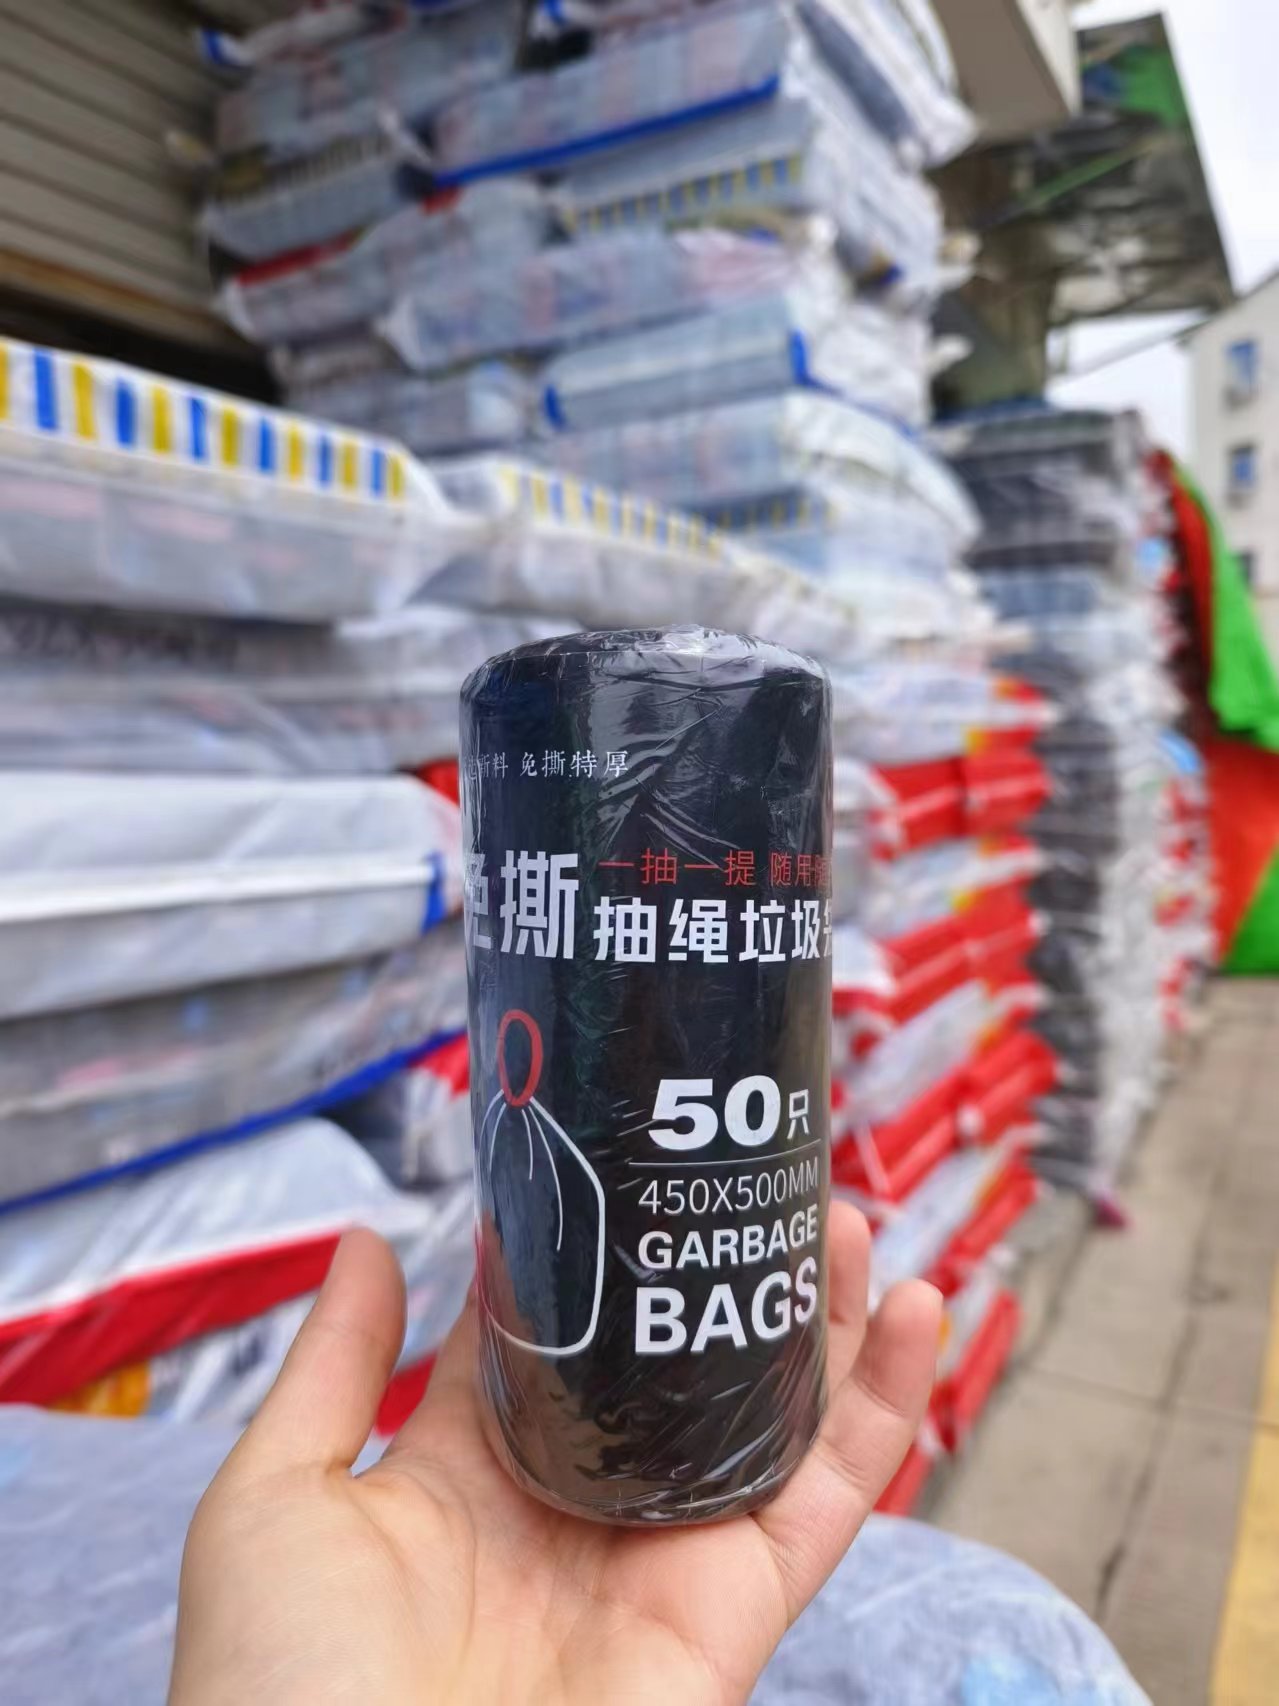 新料 免撕特厚
免撕
一抽一提 随用
抽绳垃圾
50只
450X500MM
GARBAGE
BAGS